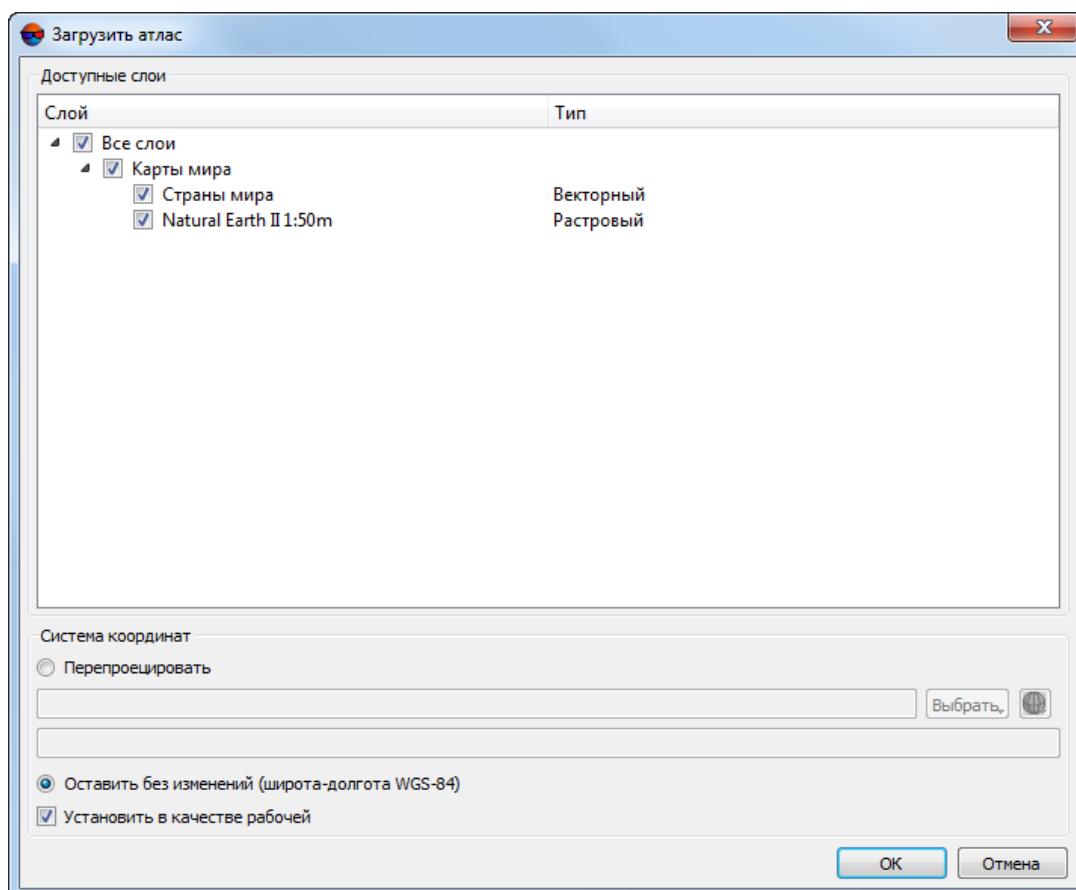 Загрузить атлас
Доступные слои
Слой Тип
Все слои
Карты мира
Страны мира Векторный
Natural Earth II 1:50m Растровый
Система координат
Перепроецировать
Выбрать
Оставить без изменений (широта-долгота WGS-84)
Установить в качестве рабочей
OK Отмена